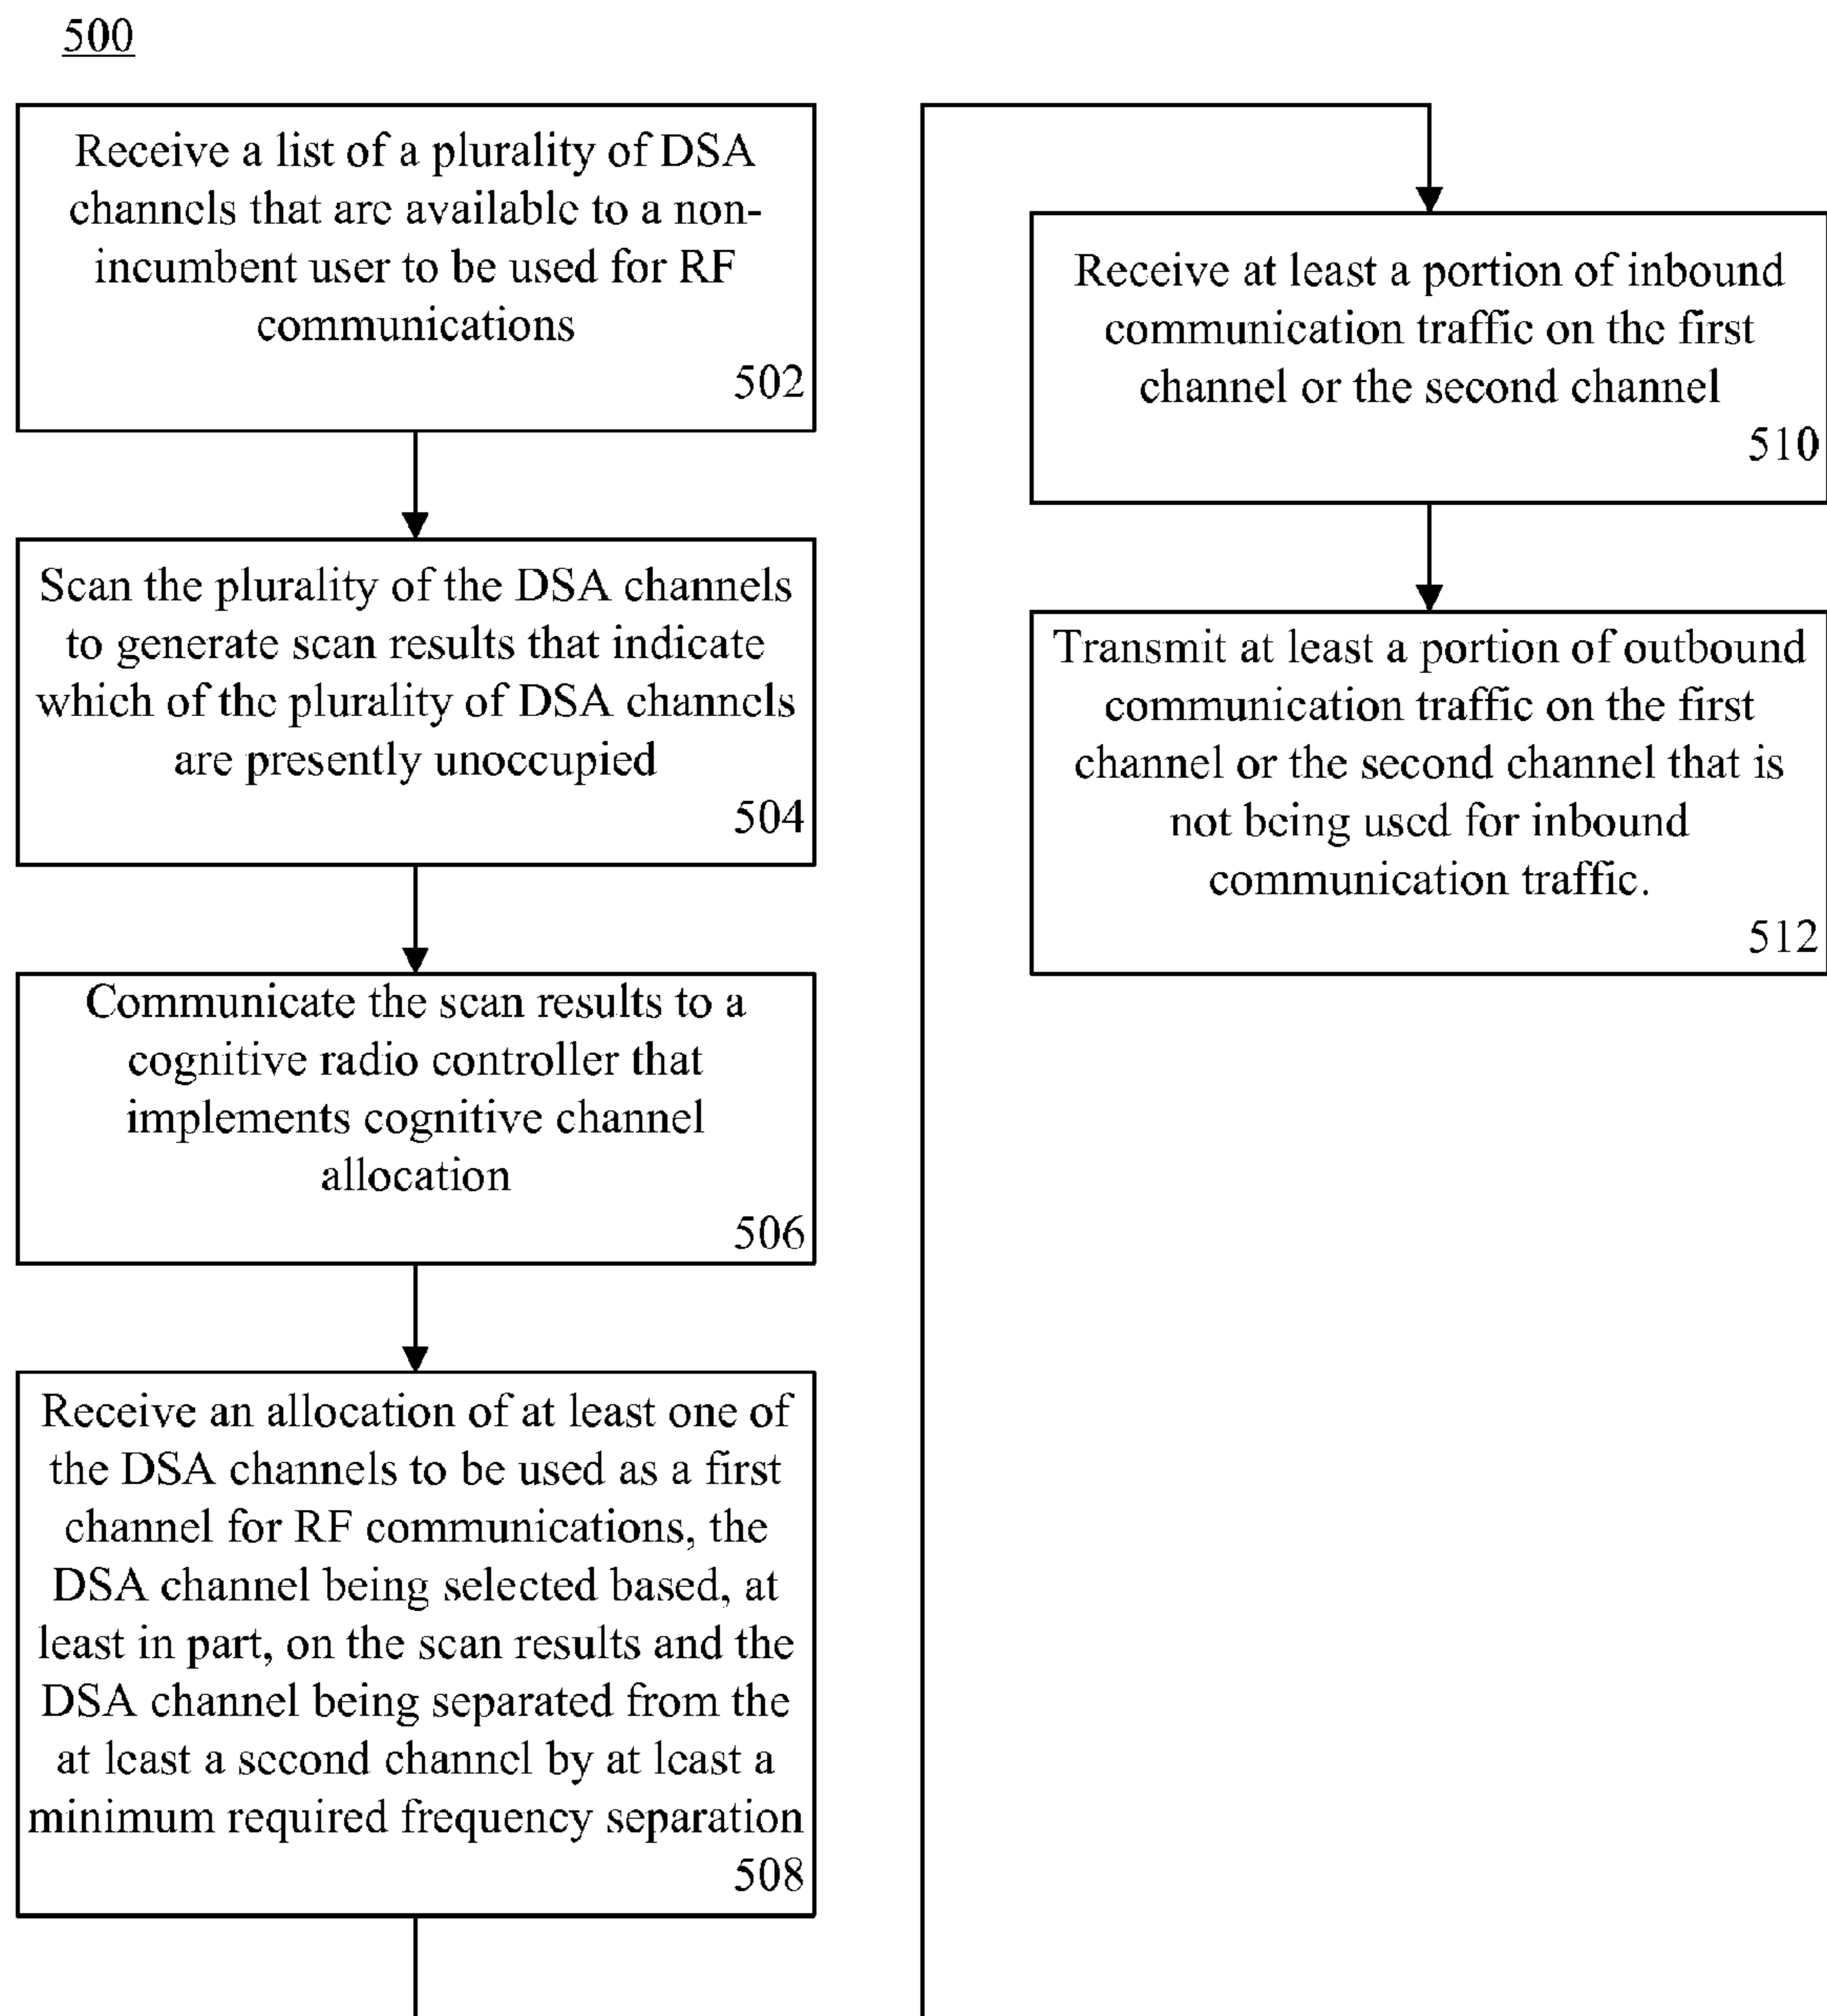 500
Receive a list of a plurality of DSA
channels that are available to a non-
incumbent user to be used for RF
communications
502
Scan the plurality of the DSA channels
to generate scan results that indicate
which of the plurality of DSA channels
are presently unoccupied
504
Communicate the scan results to a
cognitive radio controller that
implements cognitive channel
allocation
506
Receive an allocation of at least one of
the DSA channels to be used as a first
channel for RF communications, the
DSA channel being selected based, at
least in part, on the scan results and the
DSA channel being separated from the
at least a second channel by at least a
minimum required frequency separation
508
Receive at least a portion of inbound
communication traffic on the first
channel or the second channel
510
Transmit at least a portion of outbound
communication traffic on the first
channel or the second channel that is
not being used for inbound
communication traffic.
512